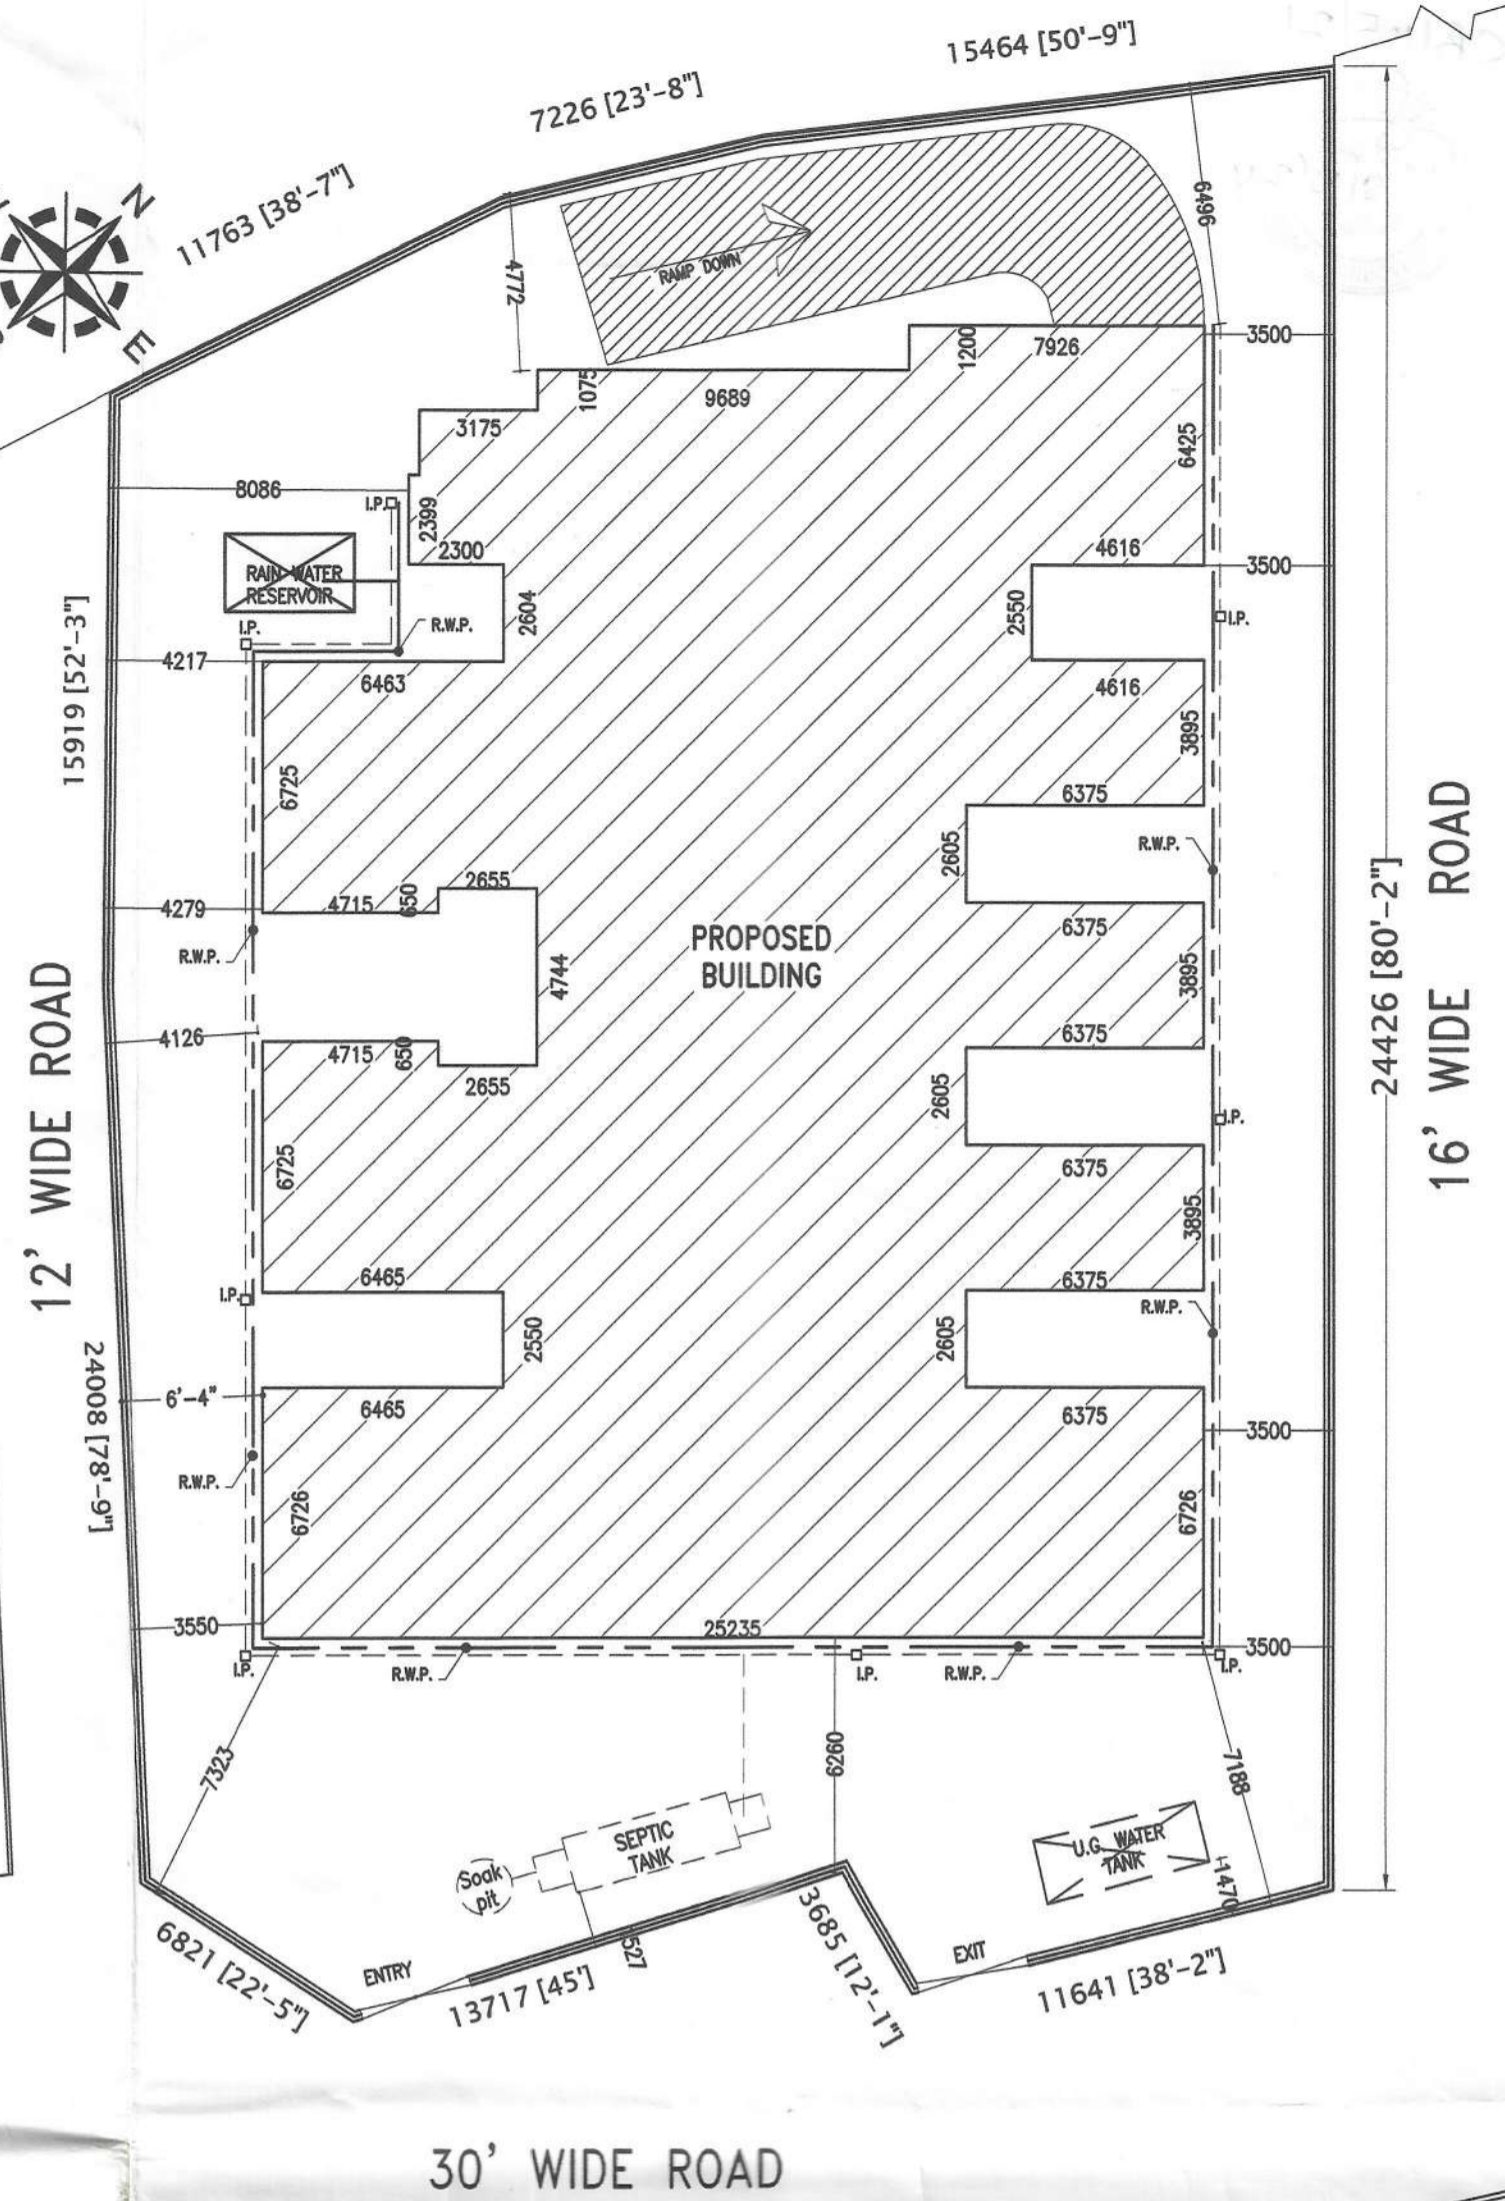 15464 [50'-9"]
7226 [23'-8"]
11763 [38'-7"]
N
E
6496
4772
RAMP DOWN
3500
1200
7926
1075
9689
3175
6425
8086
I.P.
2399
2300
4616
3500
RAIN WATER
RESERVOIR
2604
2550
I.P.
I.P.
R.W.P.
4217
6463
4616
15919 [52'-3"]
3895
6725
6375
2605
R.W.P.
2655
4279
4715
650
6375
24426 [80'-2"]
16' WIDE ROAD
PROPOSED
BUILDING
R.W.P.
4744
3895
12' WIDE ROAD
4126
4715
650
6375
2655
2605
I.P.
6725
6375
3895
6465
6375
I.P.
R.W.P.
2550
2605
24008 [78'-9"]
6'-4"
6465
6375
3500
R.W.P.
6726
6726
3550
25235
3500
I.P.
R.W.P.
I.P.
R.W.P.
I.P.
7323
6260
7188
SEPTIC
TANK
U.G. WATER
TANK
Soak
pit
1470
6821 [22'-5"]
ENTRY
527
13717 [45']
3685 [12'-1"]
EXIT
11641 [38'-2"]
30' WIDE ROAD